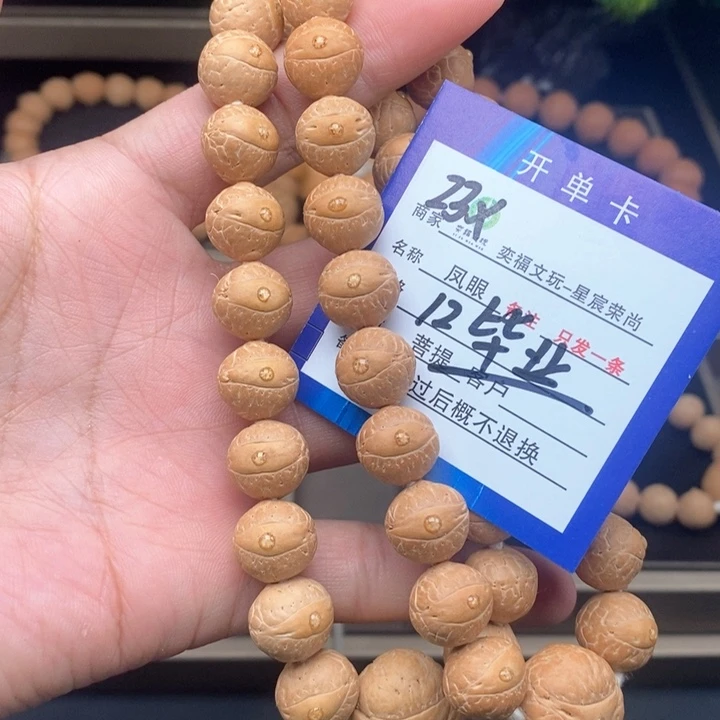 开单卡
23X
商家 奕福文玩-星宸荣尚
名称 凤眼
只发一条
12毕业
菩提 客户
过后概不退换